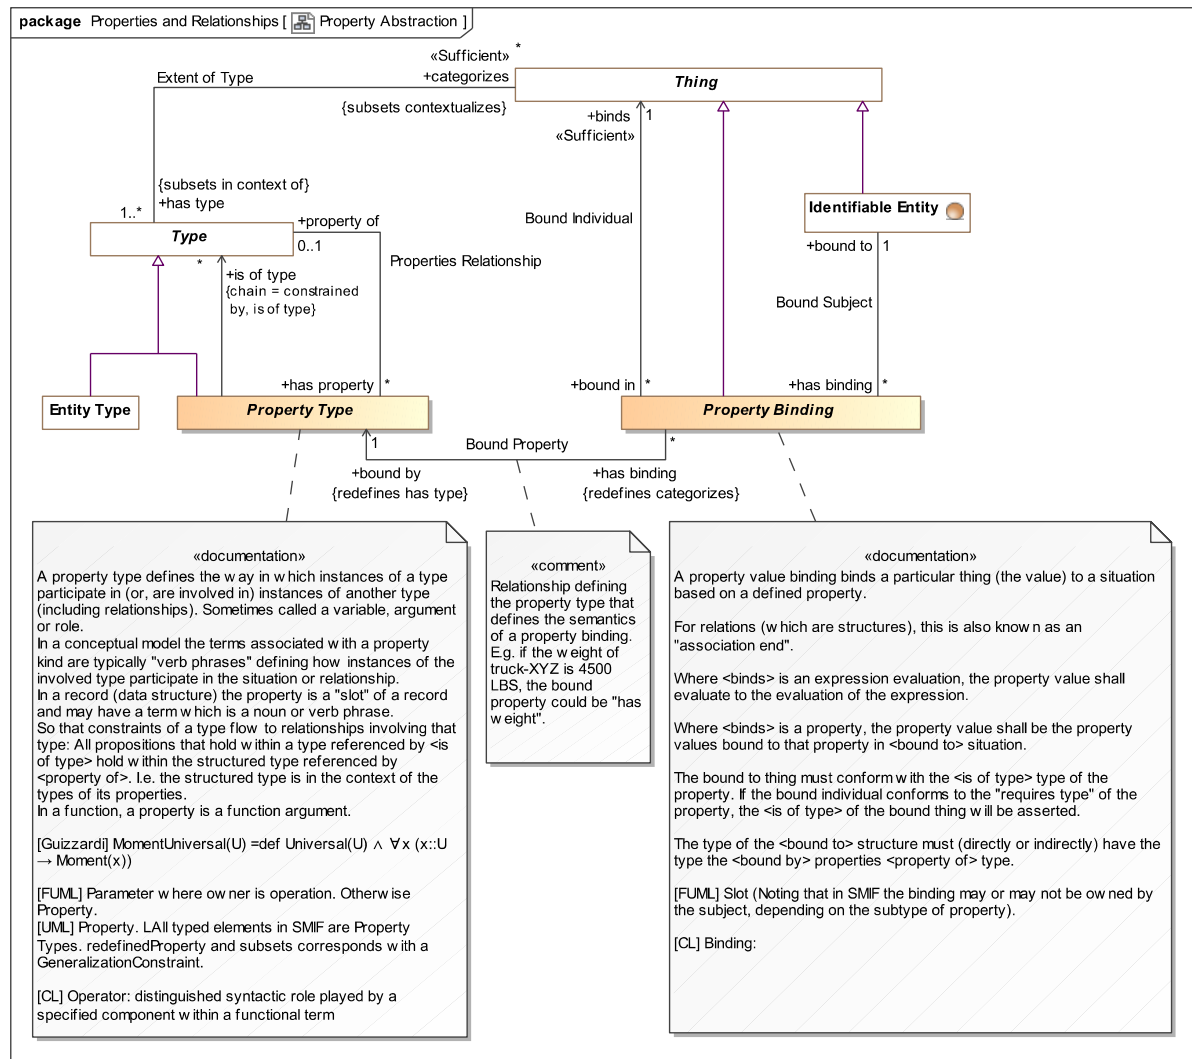 package Properties and Relationships [ Property Abstraction ]
«Sufficient» *
Extent of Type
+categorizes
{subsets contextualizes}
Thing
+binds 1
«Sufficient»
{subsets in context of}
+has type
1..*
Type
+property of
0..1
Bound Individual
Identifiable Entity
+bound to 1
Properties Relationship
*
+is of type
{chain = constrained
by, is of type}
Bound Subject
+has property *
+bound in *
+has binding *
Entity Type
Property Type
Property Binding
1
Bound Property
*
+bound by
{redefines has type}
+has binding
{redefines categorizes}
«documentation»
A property type defines the way in which instances of a type
participate in (or, are involved in) instances of another type
(including relationships). Sometimes called a variable, argument
or role.
In a conceptual model the terms associated with a property
kind are typically "verb phrases" defining how instances of the
involved type participate in the situation or relationship.
In a record (data structure) the property is a "slot" of a record
and may have a term which is a noun or verb phrase.
So that constraints of a type flow to relationships involving that
type: All propositions that hold within a type referenced by <is
of type> hold within the structured type referenced by
<property of>. I.e. the structured type is in the context of the
types of its properties.
In a function, a property is a function argument.
[Guizzardi] MomentUniversal(U) =def Universal(U) ∧ ∀x (x::U
→ Moment(x))
[FUML] Parameter where owner is operation. Otherwise
Property.
[UML] Property. LAll typed elements in SMIF are Property
Types. redefinedProperty and subsets corresponds with a
GeneralizationConstraint.
[CL] Operator: distinguished syntactic role played by a
specified component within a functional term
«comment»
Relationship defining
the property type that
defines the semantics
of a property binding.
E.g. if the weight of
truck-XYZ is 4500
LBS, the bound
property could be "has
weight".
«documentation»
A property value binding binds a particular thing (the value) to a situation
based on a defined property.
For relations (which are structures), this is also known as an
"association end".
Where <binds> is an expression evaluation, the property value shall
evaluate to the evaluation of the expression.
Where <binds> is a property, the property value shall be the property
values bound to that property in <bound to> situation.
The bound to thing must conform with the <is of type> type of the
property. If the bound individual conforms to the "requires type" of the
property, the <is of type> of the bound thing will be asserted.
The type of the <bound to> structure must (directly or indirectly) have the
type the <bound by> properties <property of> type.
[FUML] Slot (Noting that in SMIF the binding may or may not be owned by
the subject, depending on the subtype of property).
[CL] Binding: